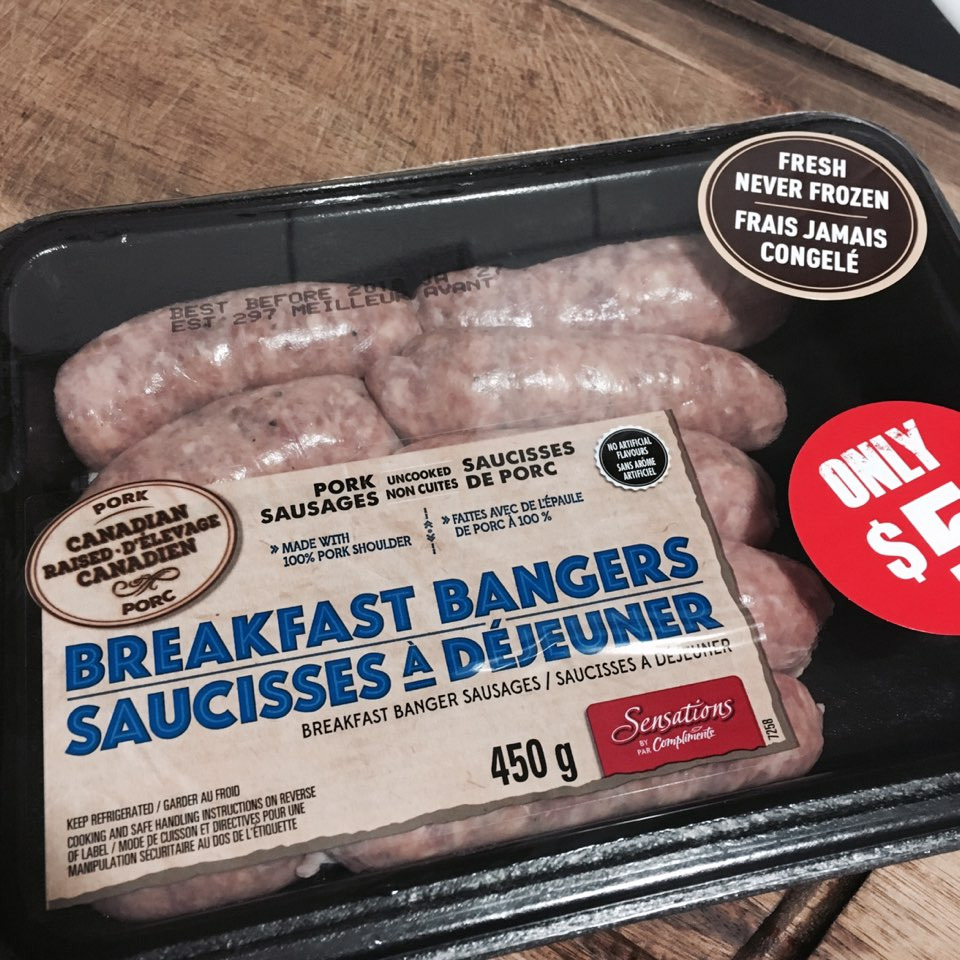 FRESH
NEVER FROZEN
FRAIS JAMAIS
CONGELÉ
BEST BEFORE JA 27
EST 297 MEILLEUR AVANT
ONLY
$5
PORK
CANADIAN
RAISED · D'ÉLEVAGE
CANADIEN
PORC
PORK
SAUSAGES
UNCOOKED
NON CUITES
SAUCISSES
DE PORC
NO ARTIFICIAL
FLAVOURS
SANS ARÔME
ARTIFICIEL
» MADE WITH
100% PORK SHOULDER
» FAITES AVEC DE L'ÉPAULE
DE PORC À 100 %
BREAKFAST BANGERS
SAUCISSES À DÉJEUNER
BREAKFAST BANGER SAUSAGES / SAUCISSES À DÉJEUNER
450 g
Sensations
BY
PAR
Compliments
7258
KEEP REFRIGERATED / GARDER AU FROID
COOKING AND SAFE HANDLING INSTRUCTIONS ON REVERSE
OF LABEL / MODE DE CUISSON ET DIRECTIVES POUR UNE
MANIPULATION SÉCURITAIRE AU DOS DE L'ÉTIQUETTE